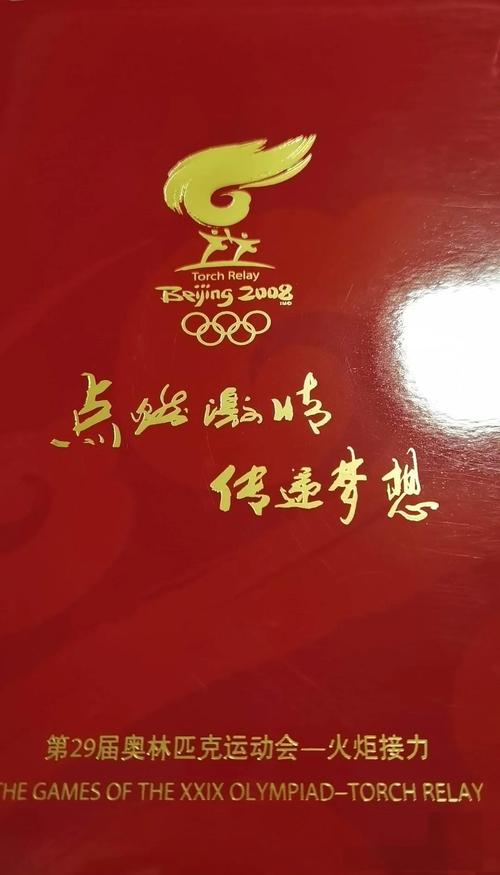 Torch Relay
Beijing 2008
点燃激情
传递梦想
第29届奥林匹克运动会—火炬接力
THE GAMES OF THE XXIX OLYMPIAD–TORCH RELAY